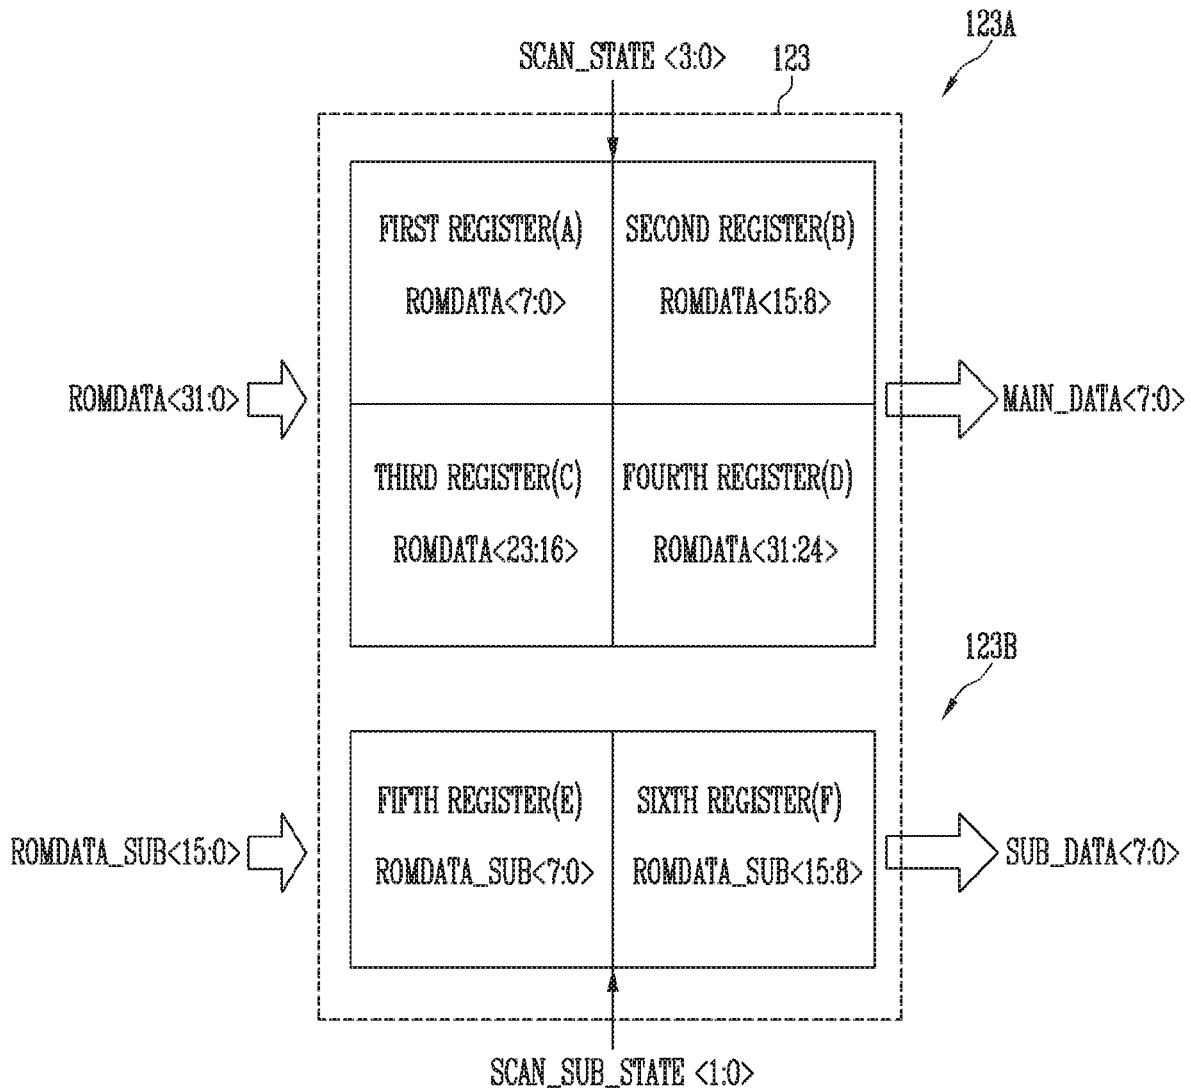 123A
SCAN_STATE <3:0>
123
FIRST REGISTER(A)
SECOND REGISTER(B)
ROMDATA<7:0>
ROMDATA<15:8>
ROMDATA<31:0>
MAIN_DATA<7:0>
THIRD REGISTER(C)
FOURTH REGISTER(D)
ROMDATA<23:16>
ROMDATA<31:24>
123B
FIFTH REGISTER(E)
SIXTH REGISTER(F)
ROMDATA_SUB<15:0>
SUB_DATA<7:0>
ROMDATA_SUB<7:0>
ROMDATA_SUB<15:8>
SCAN_SUB_STATE <1:0>